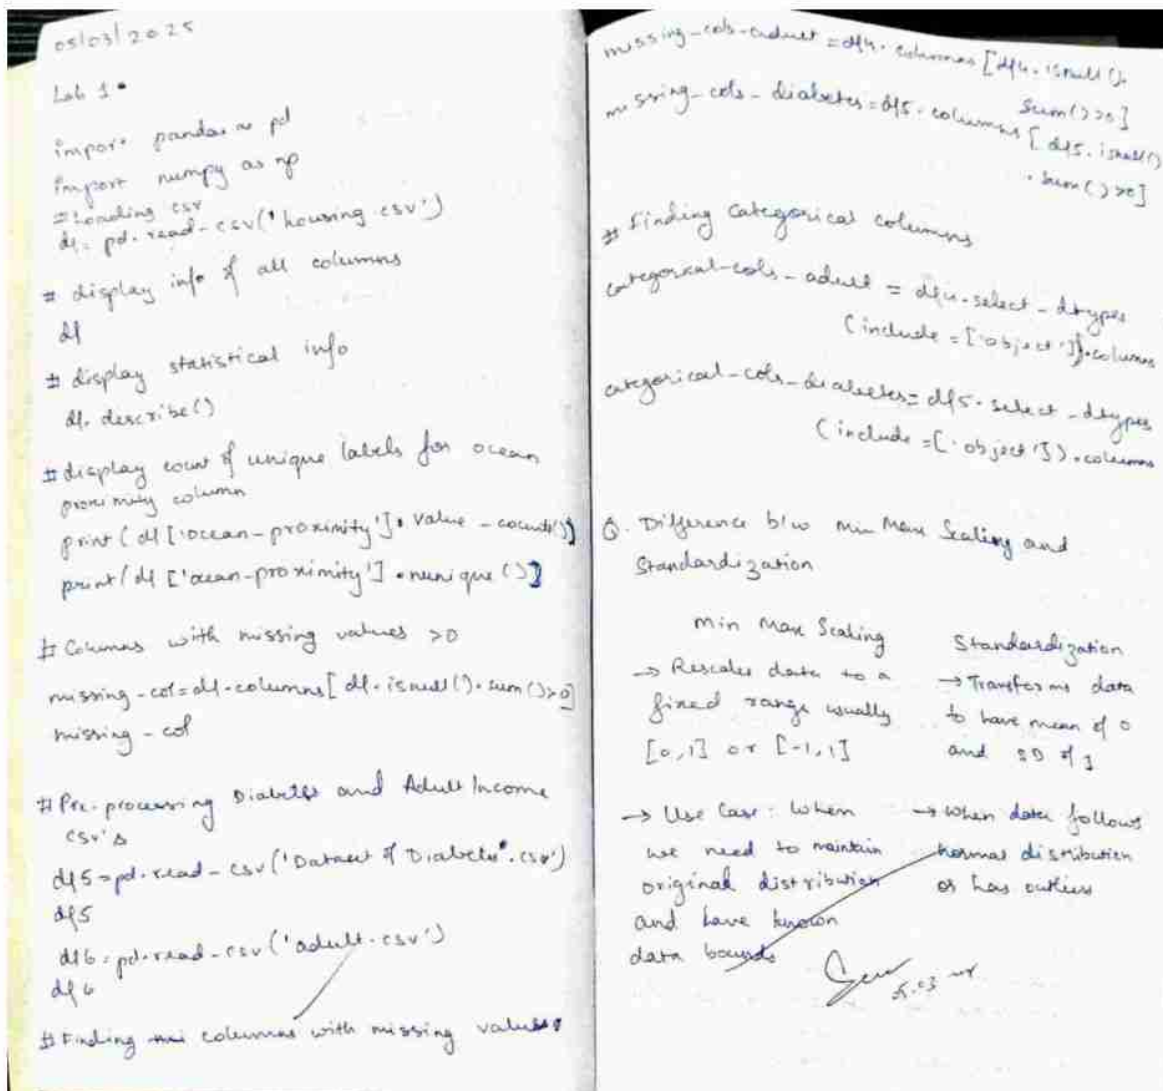 05/03/2025
Lab 1.
import pandas as pd
import numpy as np
#Loading csv
df = pd.read_csv('housing.csv')
# display info of all columns
df
# display statistical info
df.describe()
#display count of unique labels for ocean
proximity column
print(df['ocean_proximity'].value_counts())
print(df['ocean-proximity'].nunique())
# Columns with missing values >0
missing_col=df.columns[df.isnull().sum()>0]
missing_col
# Pre-processing Diabetes and Adult Income
csv's
df5=pd.read_csv('Dataset of Diabetes.csv')
df5
df6=pd.read_csv('adult.csv')
df6
# Finding columns with missing values
missing_cols_adult=df4.columns[df4.isnull().
sum()>0]
missing_cols_diabetes=df5.columns[df5.isnull()
.sum()>0]
# Finding Categorical columns
categorical_cols_adult = df4.select_dtypes
(include=['object']).columns
categorical_cols_diabetes=df5.select_dtypes
(include=['object']).columns
Q. Difference b/w min Max Scaling and
Standardization
Min Max Scaling
→ Rescales data to a
fixed range usually
[0,1] or [-1,1]
→ Use Case: When
we need to maintain
original distribution
and have known
data bounds
Standardization
→ Transforms data
to have mean of 0
and SD of 1
→ When data follows
normal distribution
or has outliers